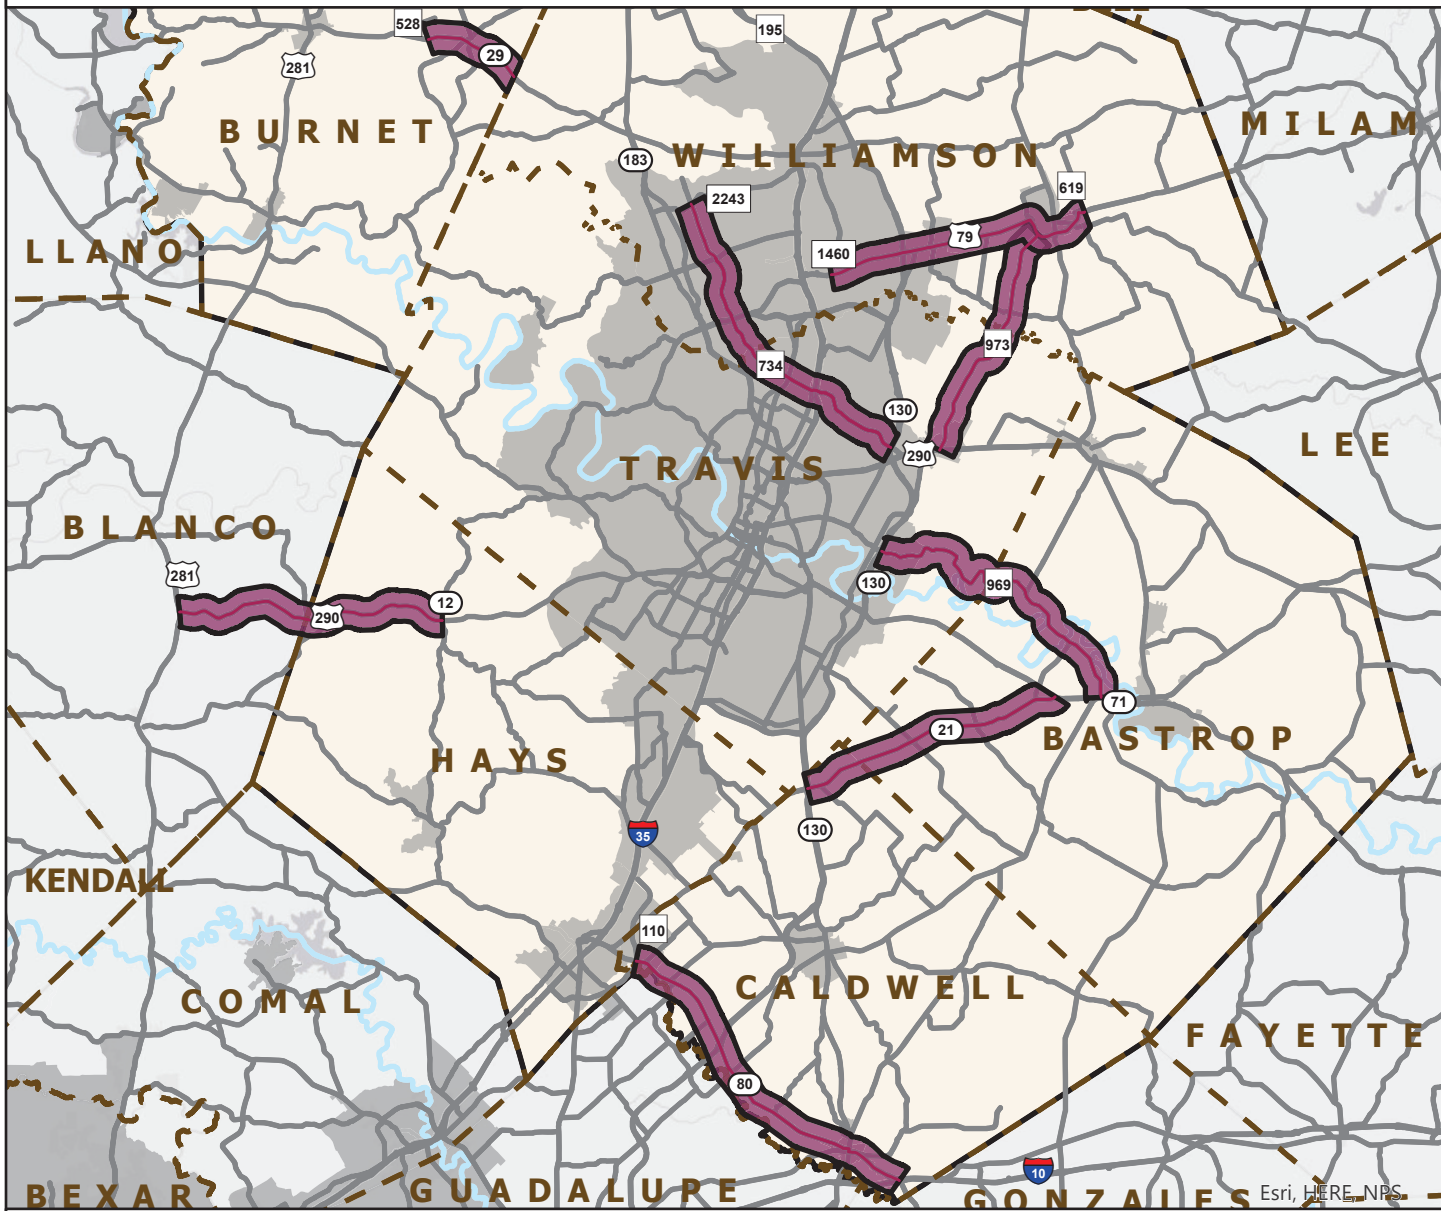 BELL
528
195
29
281
BURNET
MILAM
183
WILLIAMSON
619
2243
79
1460
LLANO
973
734
130
290
LEE
TRAVIS
BLANCO
281
130
969
12
290
71
21
BASTROP
HAYS
35
130
KENDALL
110
CALDWELL
COMAL
FAYETTE
80
10
BEXAR
GUADALUPE
GONZALES
Esri, HERE, NPS